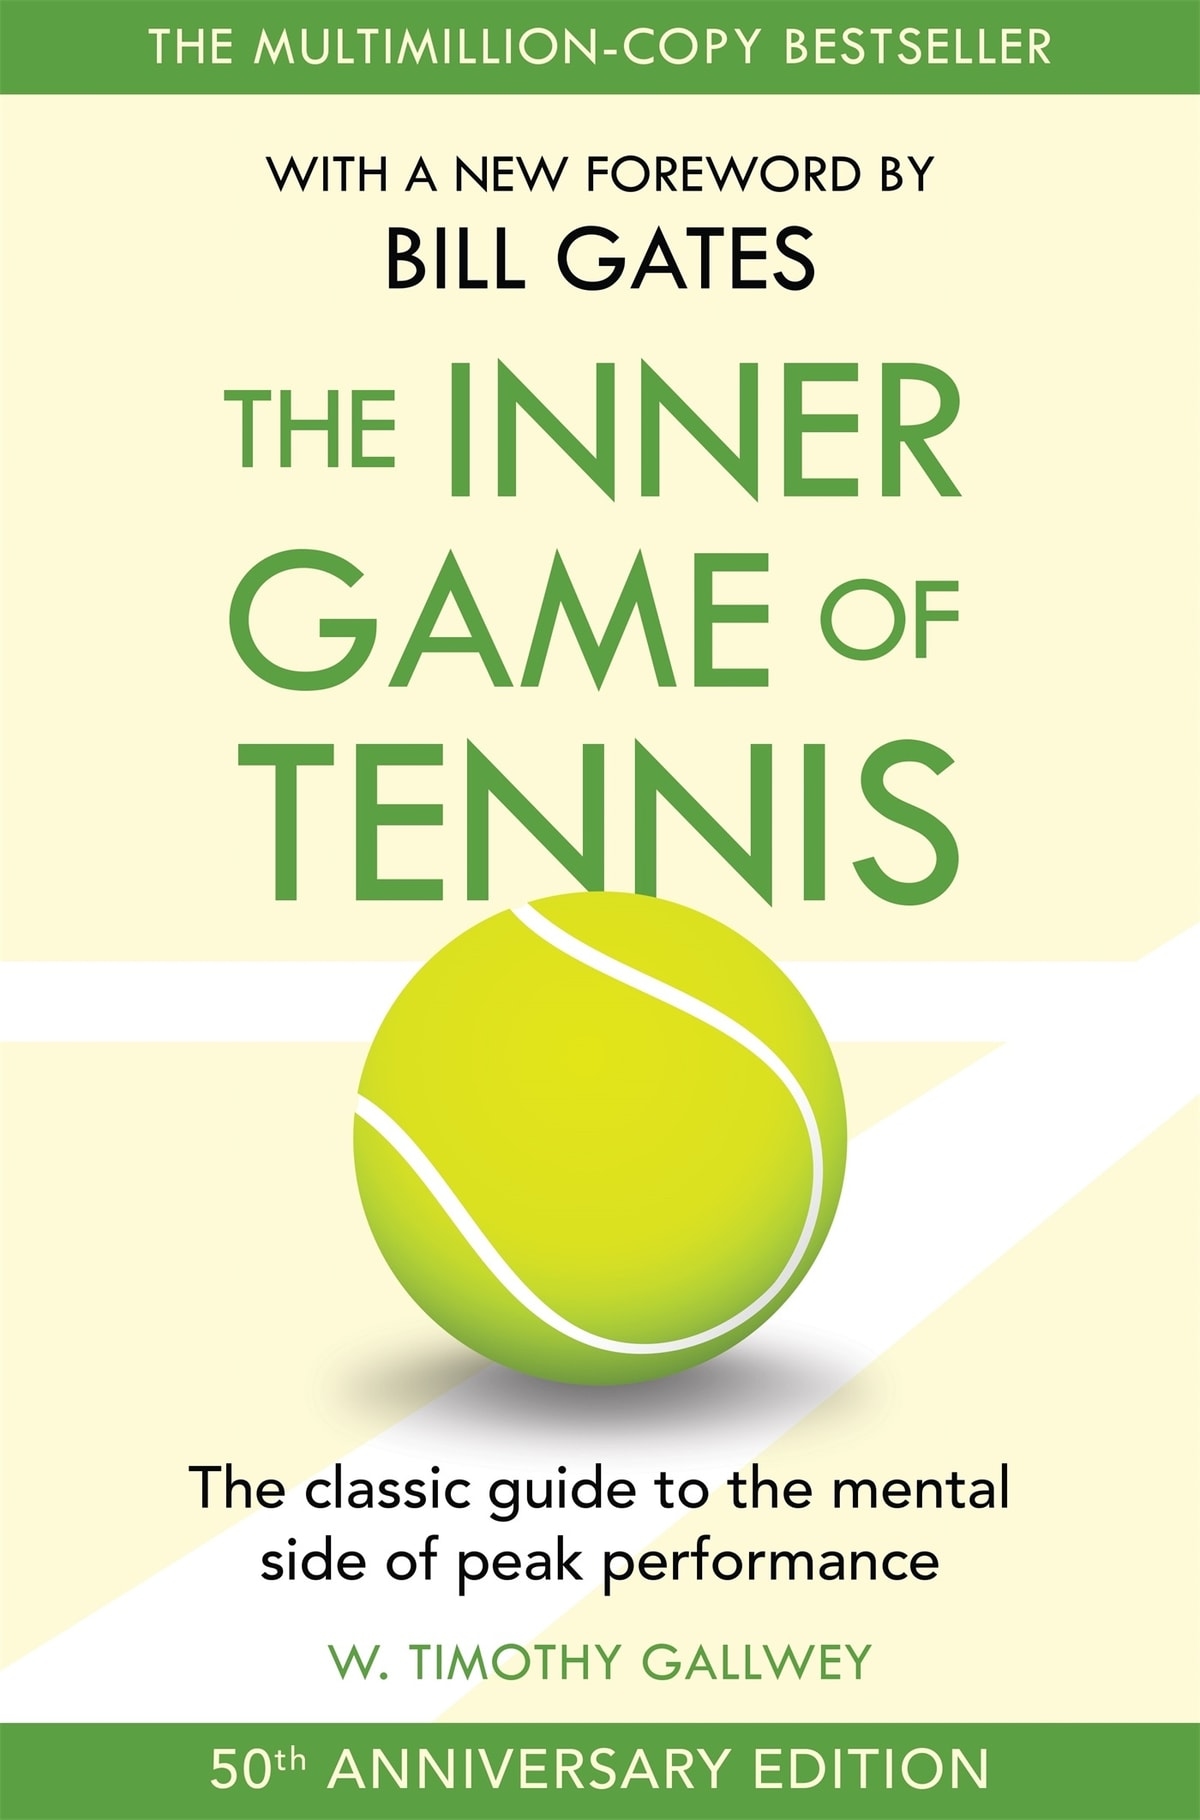 THE MULTIMILLION-COPY BESTSELLER
WITH A NEW FOREWORD BY
BILL GATES
THE INNER
GAME OF
TENNIS
The classic guide to the mental
side of peak performance
W. TIMOTHY GALLWEY
50th ANNIVERSARY EDITION